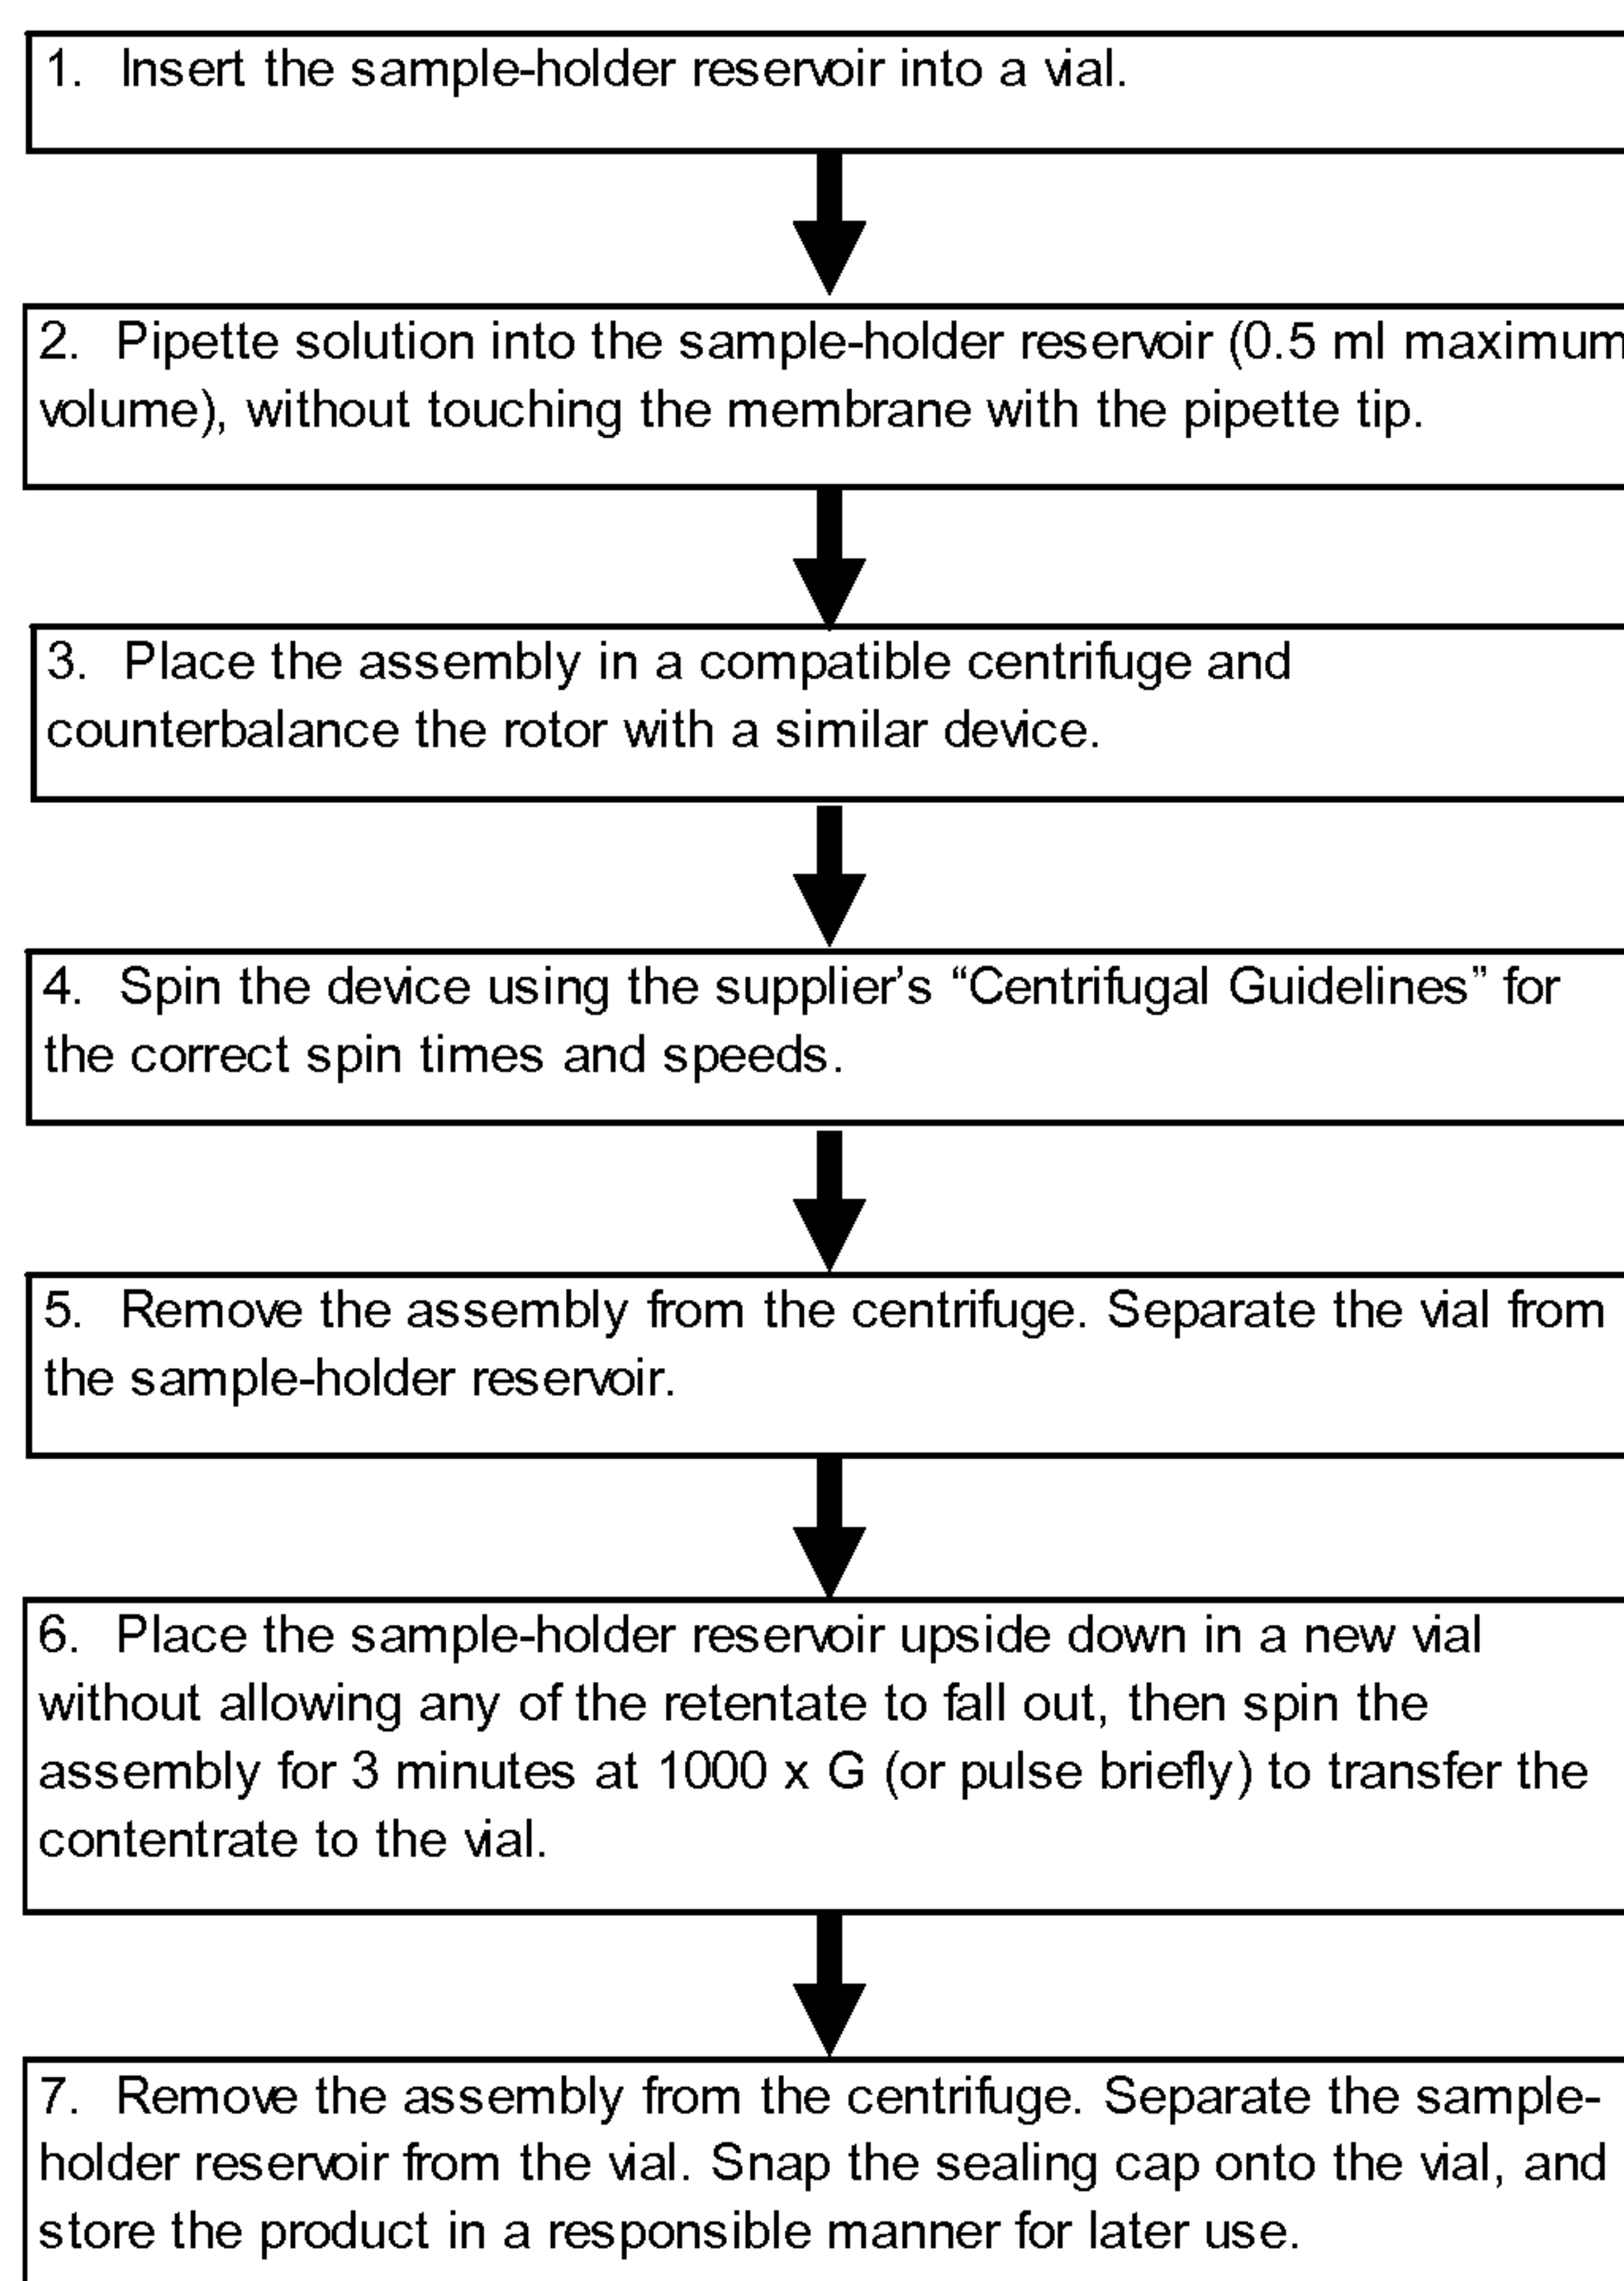 1. Insert the sample-holder reservoir into a vial.
2. Pipette solution into the sample-holder reservoir (0.5 ml maximum
volume), without touching the membrane with the pipette tip.
3. Place the assembly in a compatible centrifuge and
counterbalance the rotor with a similar device.
4. Spin the device using the supplier’s “Centrifugal Guidelines” for
the correct spin times and speeds.
5. Remove the assembly from the centrifuge. Separate the vial from
the sample-holder reservoir.
6. Place the sample-holder reservoir upside down in a new vial
without allowing any of the retentate to fall out, then spin the
assembly for 3 minutes at 1000 x G (or pulse briefly) to transfer the
contentrate to the vial.
7. Remove the assembly from the centrifuge. Separate the sample-
holder reservoir from the vial. Snap the sealing cap onto the vial, and
store the product in a responsible manner for later use.